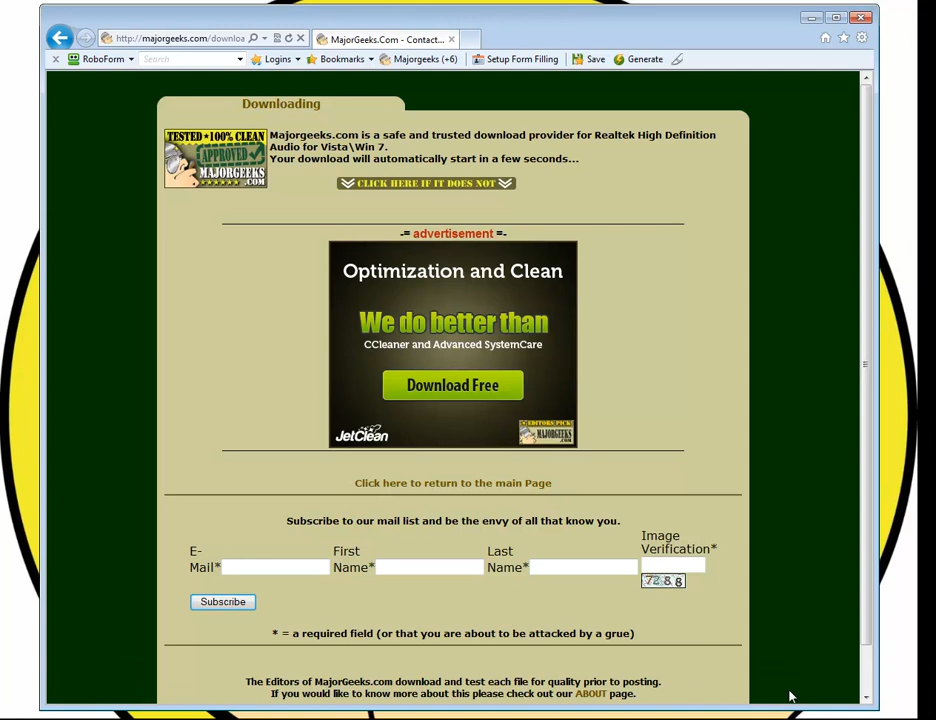 http://majorgeeks.com/downloa
MajorGeeks.Com - Contact...
RoboForm
Search
Logins
Bookmarks
Majorgeeks (+6)
Setup Form Filling
Save
Generate
Downloading
TESTED ★ 100% CLEAN
APPROVED
MAJORGEEKS
.COM
Majorgeeks.com is a safe and trusted download provider for Realtek High Definition
Audio for Vista\Win 7.
Your download will automatically start in a few seconds...
CLICK HERE IF IT DOES NOT
-= advertisement =-
Optimization and Clean
We do better than
CCleaner and Advanced SystemCare
Download Free
JetClean
EDITORS PICK
MAJORGEEKS
.COM
Click here to return to the main Page
Subscribe to our mail list and be the envy of all that know you.
E-
Mail*
First
Name*
Last
Name*
Image
Verification*
728g
Subscribe
* = a required field (or that you are about to be attacked by a grue)
The Editors of MajorGeeks.com download and test each file for quality prior to posting.
If you would like to know more about this please check out our ABOUT page.